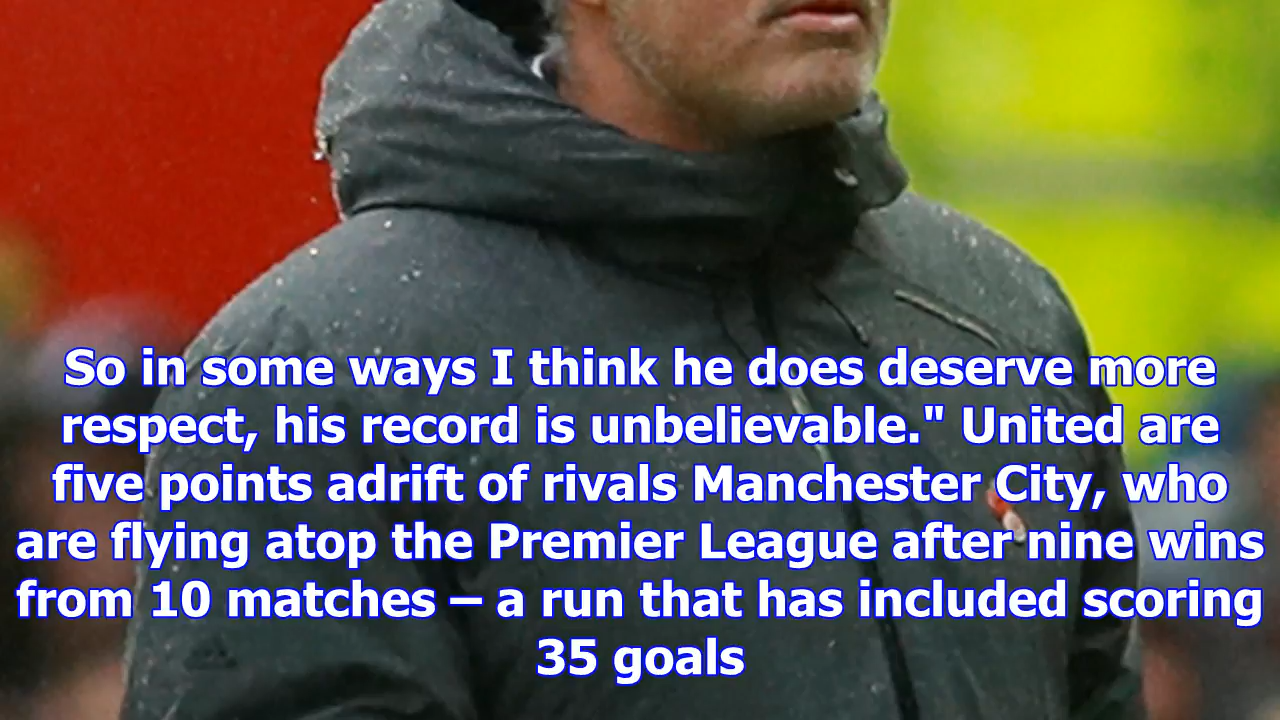 So in some ways I think he does deserve more
respect, his record is unbelievable." United are
five points adrift of rivals Manchester City, who
are flying atop the Premier League after nine wins
from 10 matches – a run that has included scoring
35 goals